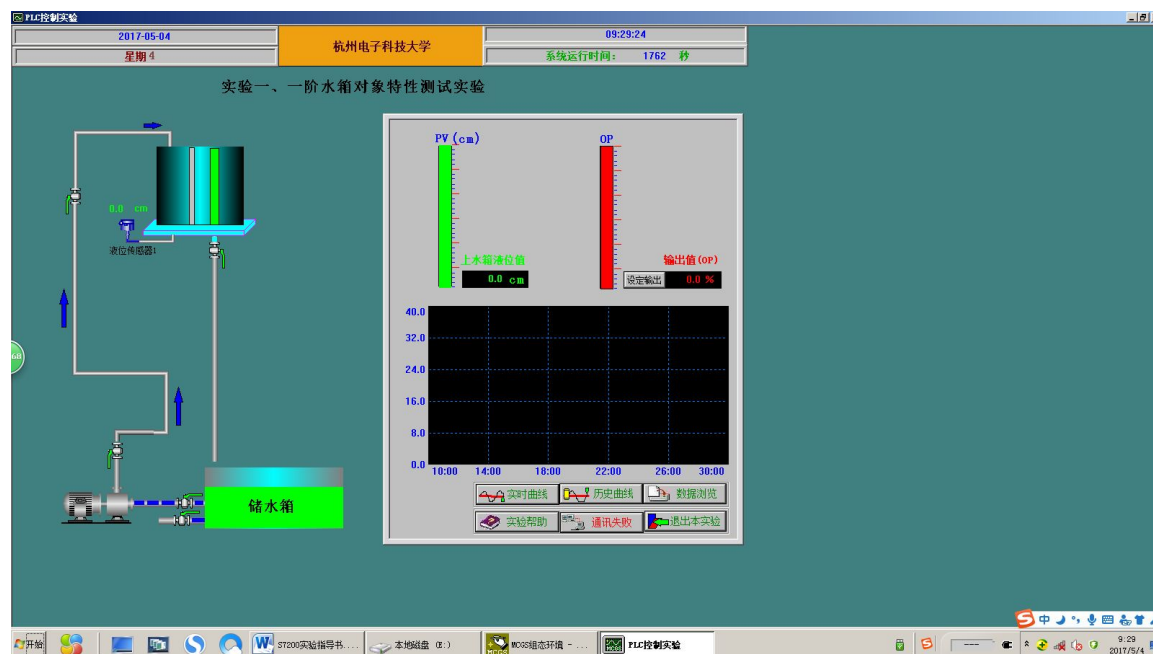 PLC控制实验
2017-05-04
星期 4
杭州电子科技大学
09:29:24
系统运行时间: 1762 秒
实验一、一阶水箱对象特性测试实验
0.0 cm
液位传感器1
储水箱
PV(cm)
OP
上水箱液位值
0.0 cm
输出值(OP)
设定输出
0.0 %
40.0
32.0
24.0
16.0
8.0
0.0
10:00 14:00 18:00 22:00 26:00 30:00
实时曲线 历史曲线 数据浏览
实验帮助 通讯失败 退出本实验
68
中
开始
S7200实验指导书....
本地磁盘 (E:)
MCGS组态环境 - ...
PLC控制实验
9:29
2017/5/4